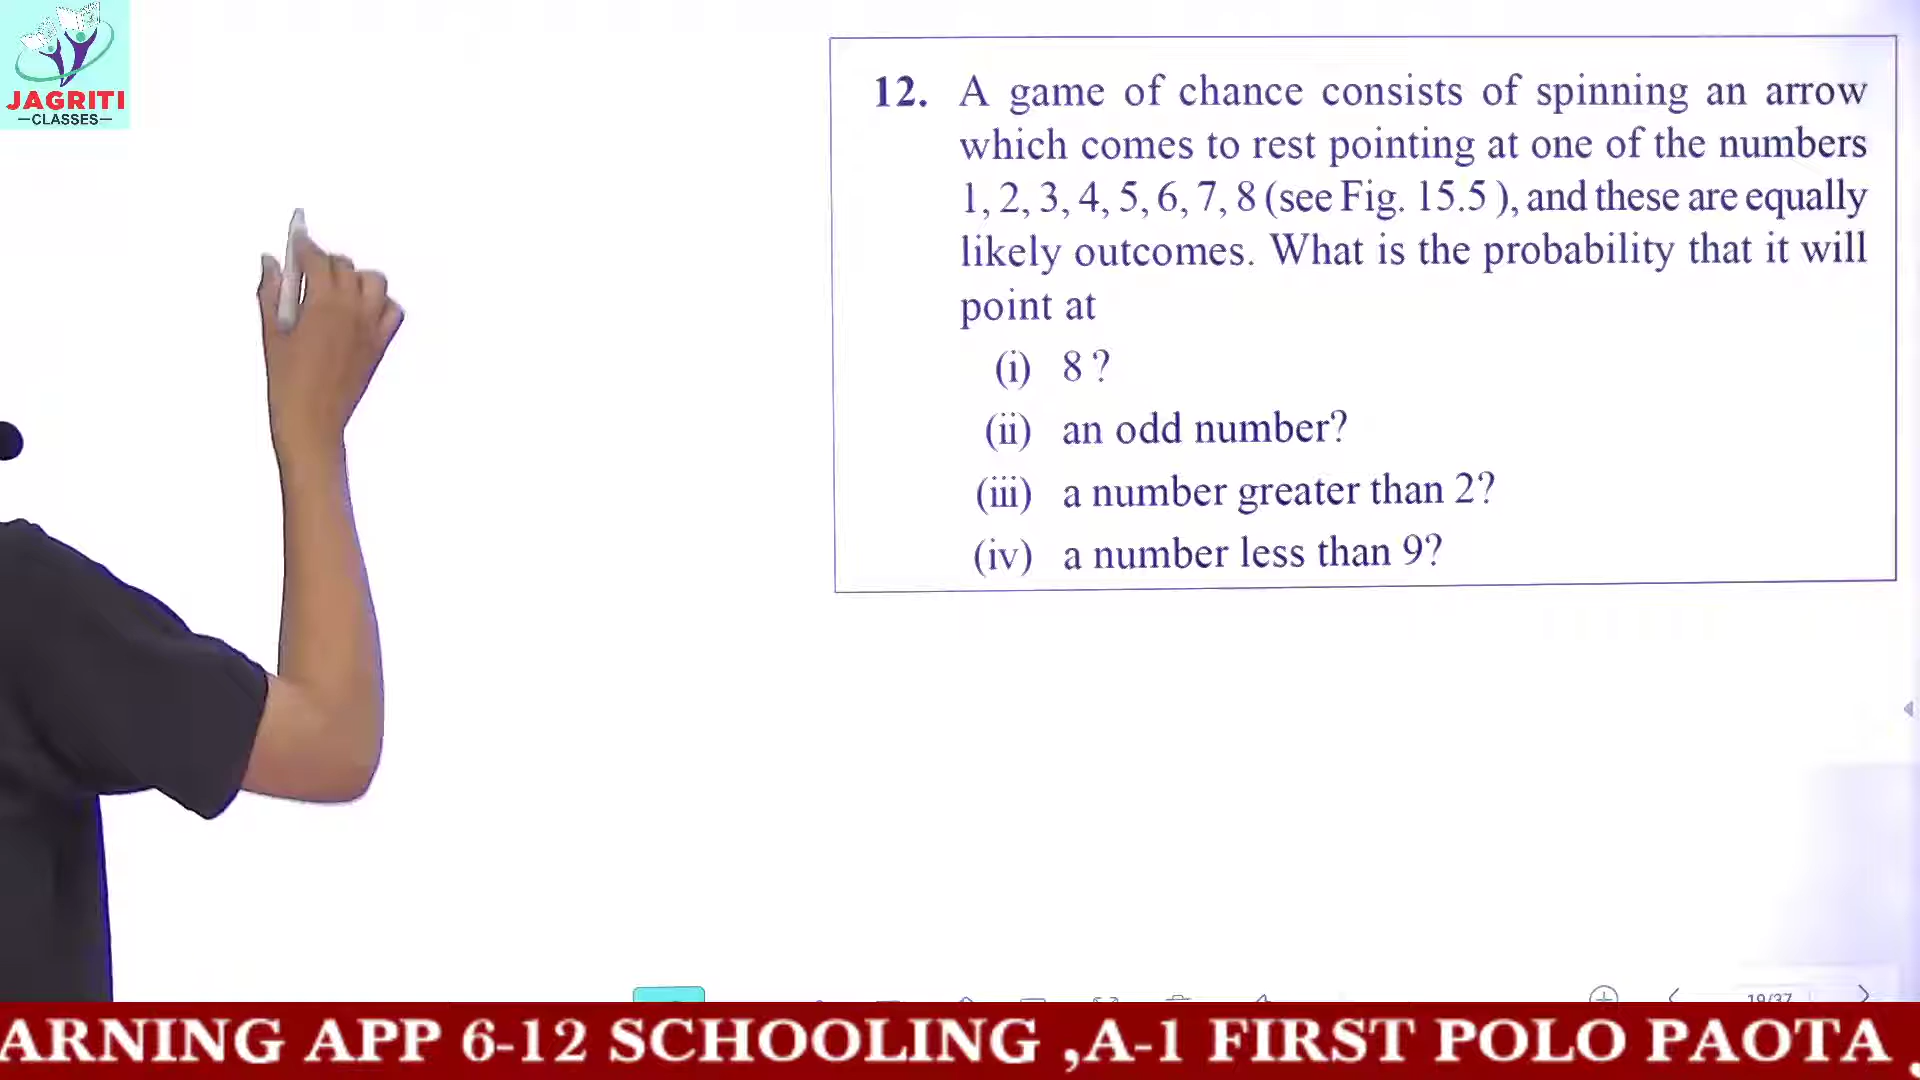 JAGRITI
—CLASSES—
12. A game of chance consists of spinning an arrow
which comes to rest pointing at one of the numbers
1, 2, 3, 4, 5, 6, 7, 8 (see Fig. 15.5 ), and these are equally
likely outcomes. What is the probability that it will
point at
(i) 8 ?
(ii) an odd number?
(iii) a number greater than 2?
(iv) a number less than 9?
19/37
ARNING APP 6-12 SCHOOLING ,A-1 FIRST POLO PAOTA ,